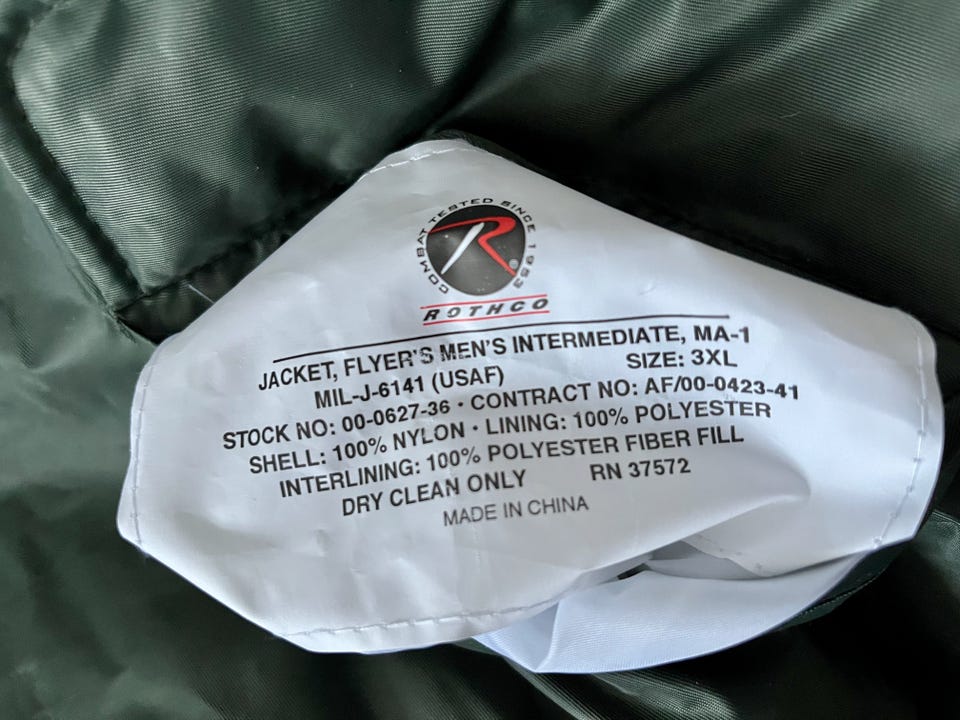 COMBAT TESTED SINCE 1953
R®
ROTHCO
JACKET, FLYER'S MEN'S INTERMEDIATE, MA-1
MIL-J-6141 (USAF) SIZE: 3XL
STOCK NO: 00-0627-36 · CONTRACT NO: AF/00-0423-41
SHELL: 100% NYLON · LINING: 100% POLYESTER
INTERLINING: 100% POLYESTER FIBER FILL
DRY CLEAN ONLY RN 37572
MADE IN CHINA